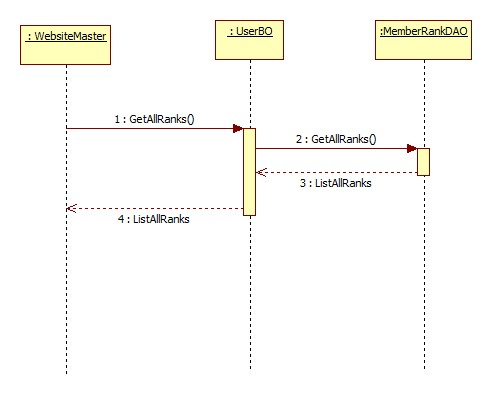 : WebsiteMaster
: UserBO
:MemberRankDAO
1 : GetAllRanks()
2 : GetAllRanks()
3 : ListAllRanks
4 : ListAllRanks